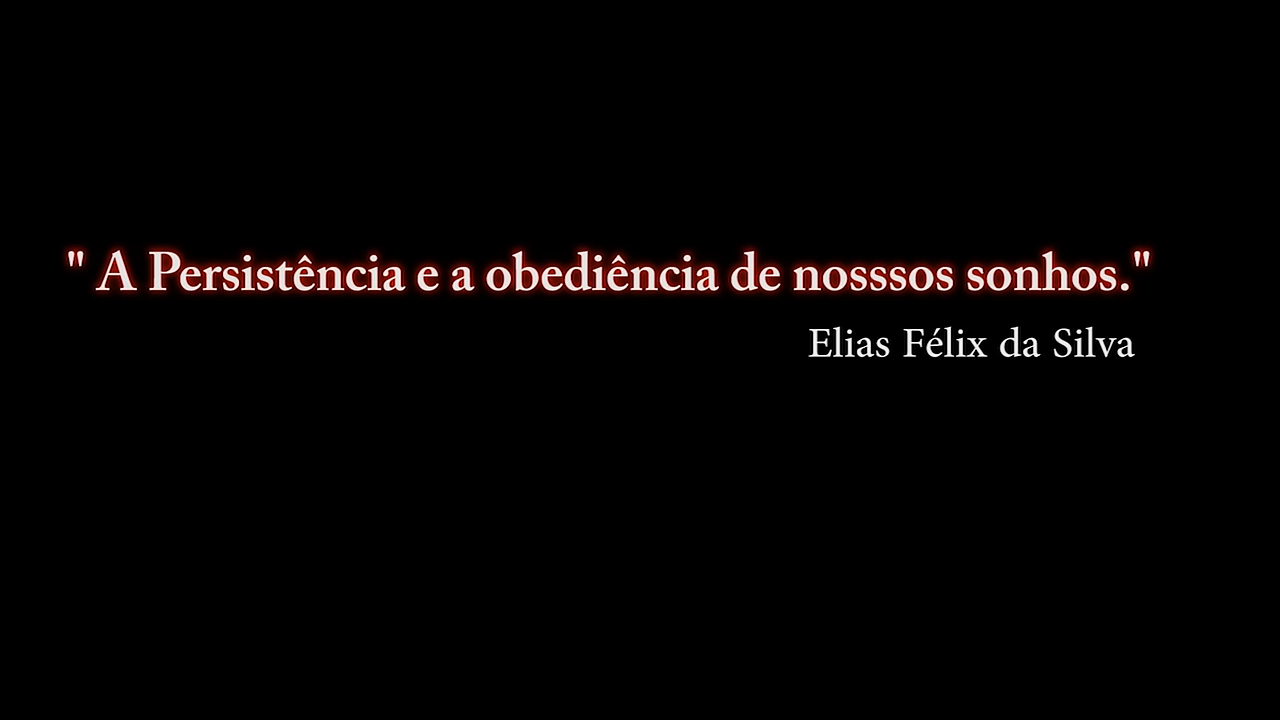 " A Persistência e a obediência de nosssos sonhos."
Elias Félix da Silva